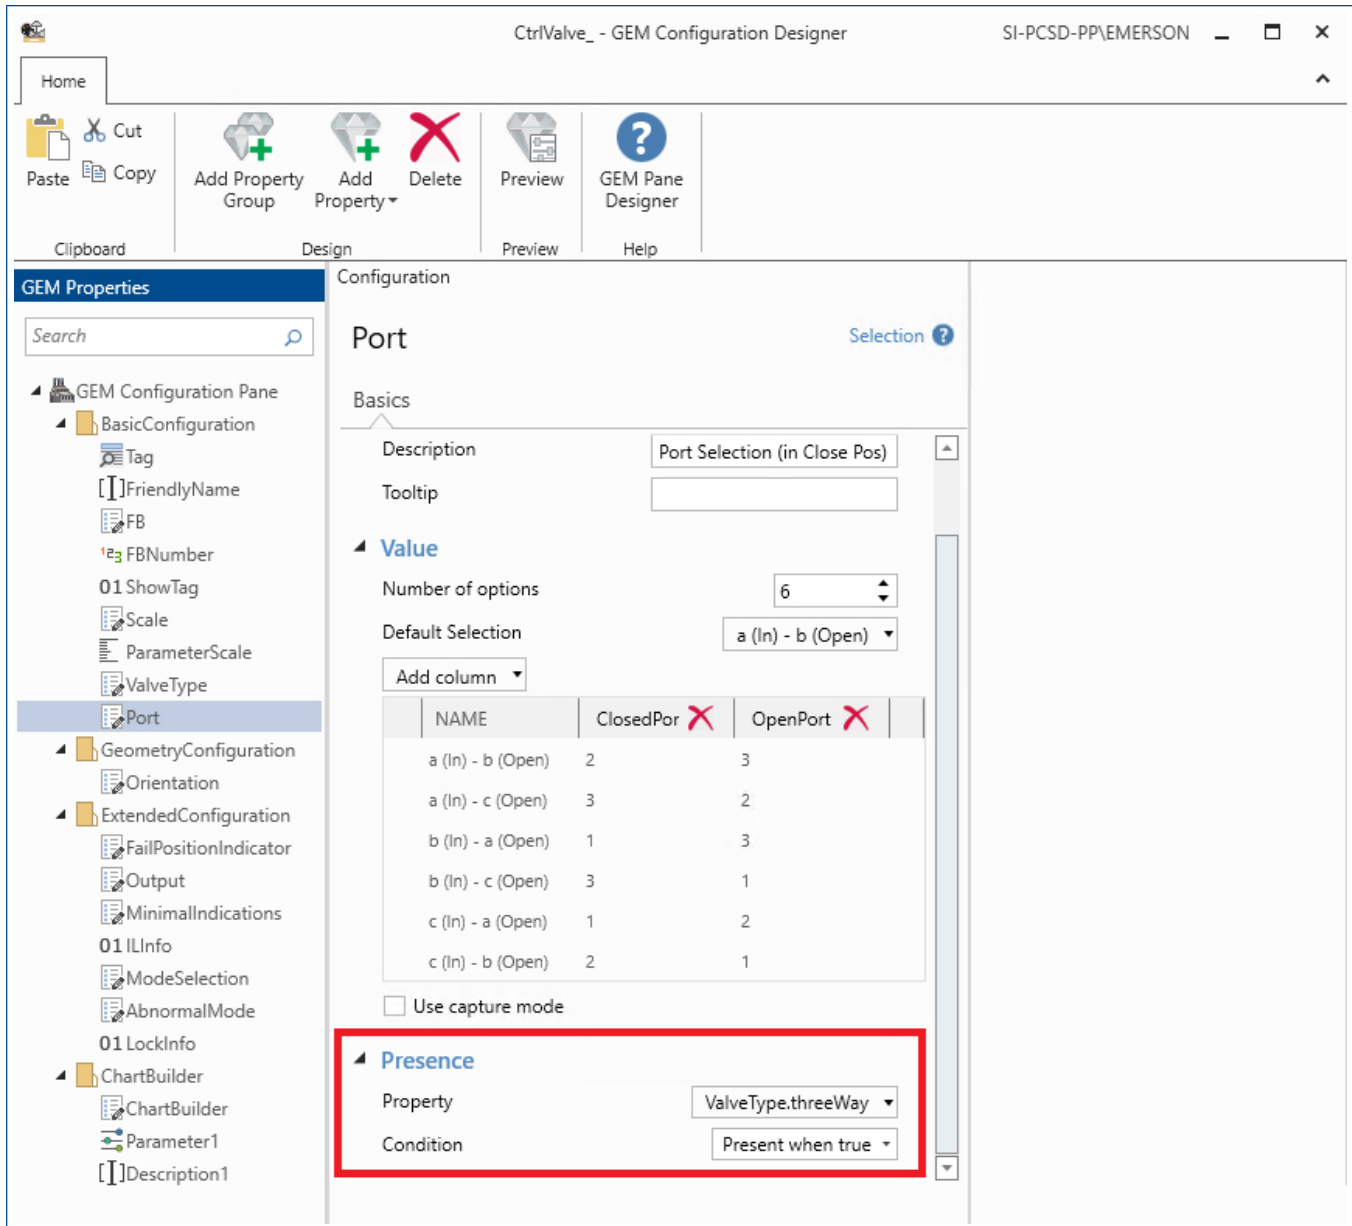 CtrlValve_ - GEM Configuration Designer
SI-PCSD-PP\EMERSON
Home
Paste
Cut
Copy
Clipboard
Add Property
Group
Add
Property
Delete
Design
Preview
Preview
GEM Pane
Designer
Help
GEM Properties
Search
GEM Configuration Pane
BasicConfiguration
Tag
[I]FriendlyName
FB
123 FBNumber
01 ShowTag
Scale
ParameterScale
ValveType
Port
GeometryConfiguration
Orientation
ExtendedConfiguration
FailPositionIndicator
Output
MinimalIndications
01 ILInfo
ModeSelection
AbnormalMode
01 LockInfo
ChartBuilder
ChartBuilder
Parameter1
[I]Description1
Configuration
Port
Selection ?
Basics
Description Port Selection (in Close Pos)
Tooltip
Value
Number of options 6
Default Selection a (In) - b (Open)
Add column
NAME ClosedPor OpenPort
a (In) - b (Open) 2 3
a (In) - c (Open) 3 2
b (In) - a (Open) 1 3
b (In) - c (Open) 3 1
c (In) - a (Open) 1 2
c (In) - b (Open) 2 1
Use capture mode
Presence
Property ValveType.threeWay
Condition Present when true